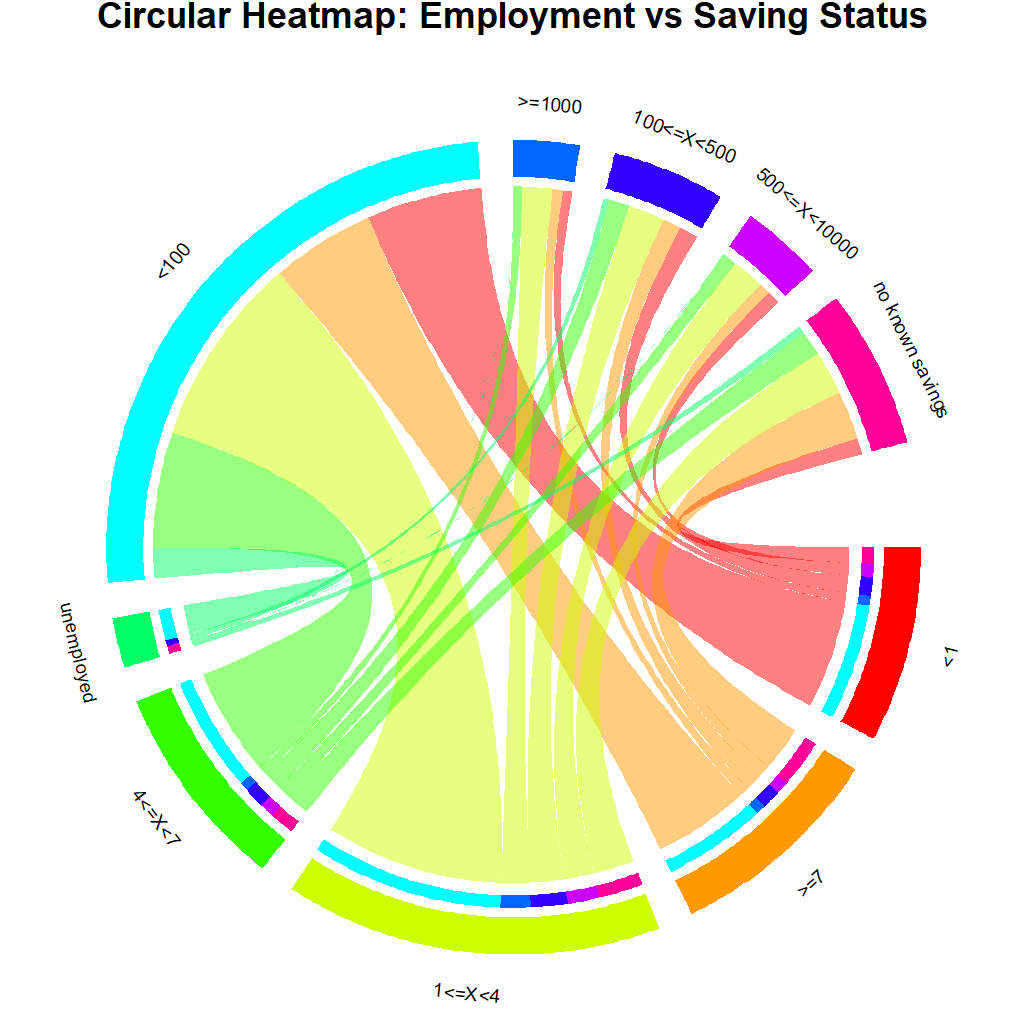 Circular Heatmap: Employment vs Saving Status
>=1000
100<=X<500
500<=X<10000
no known savings
<100
unemployed
4<=X<7
1<=X<4
>=7
<1